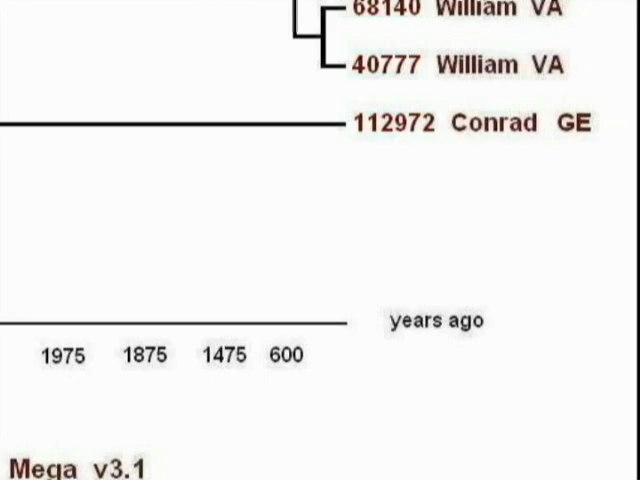 68140 William VA
40777 William VA
112972 Conrad GE
years ago
1975 1875 1475 600
Mega v3.1